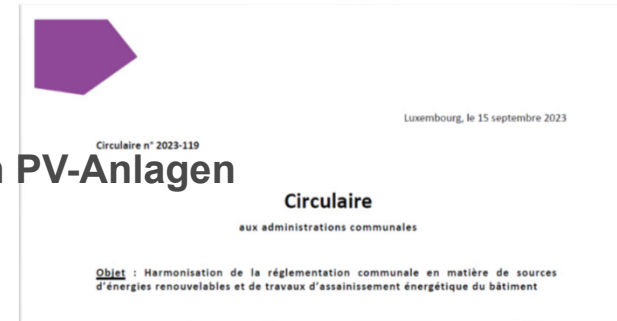 Luxembourg, le 15 septembre 2023
Circulaire n° 2023-119
PV-Anlagen
Circulaire
aux administrations communales
Objet : Harmonisation de la réglementation communale en matière de sources
d'énergies renouvelables et de travaux d'assainissement énergétique du bâtiment